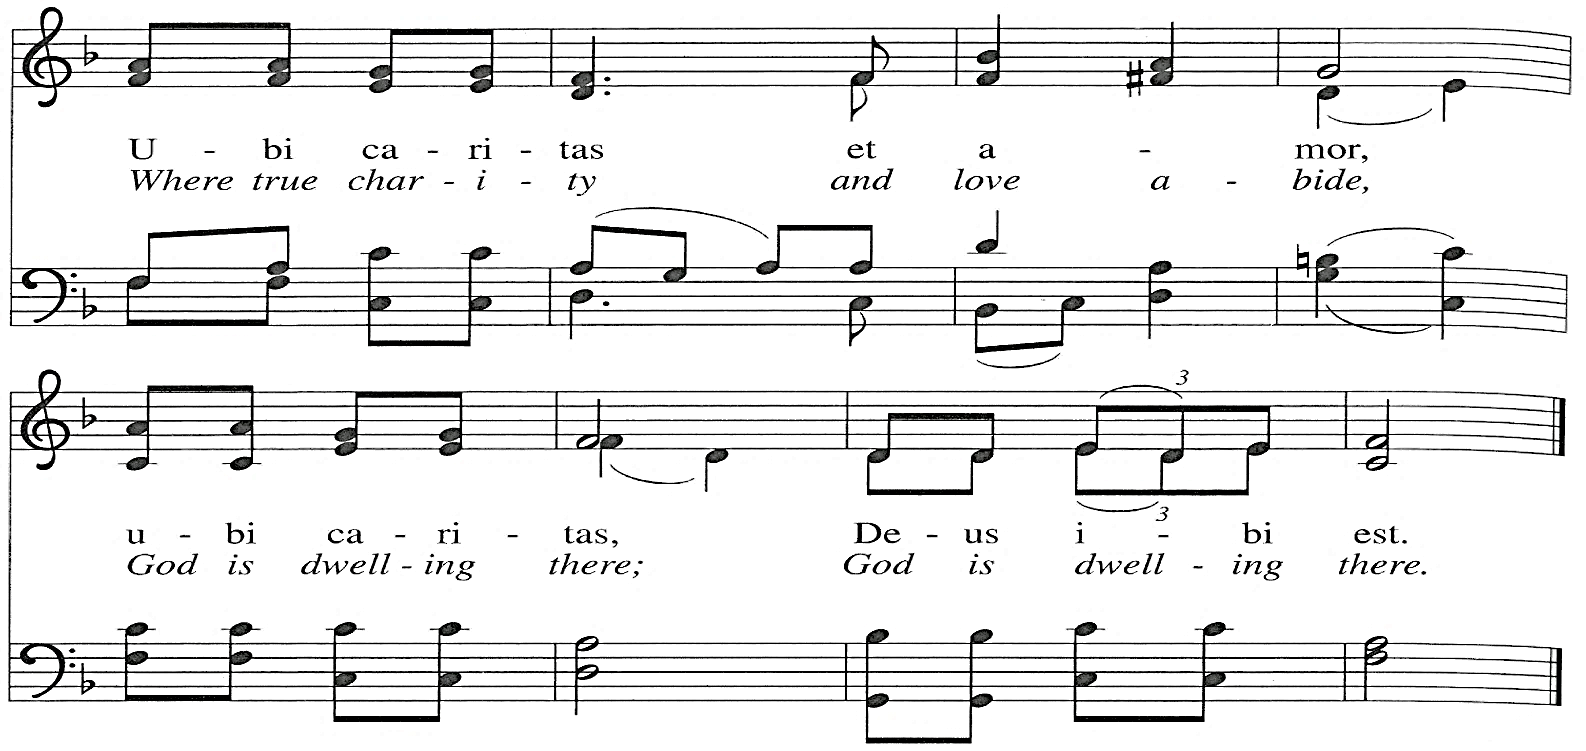 U - bi ca - ri - tas et a - mor,
Where true char - i - ty and love a - bide,
3
u - bi ca - ri - tas, De - us i - bi est.
3
God is dwell - ing there; God is dwell - ing there.